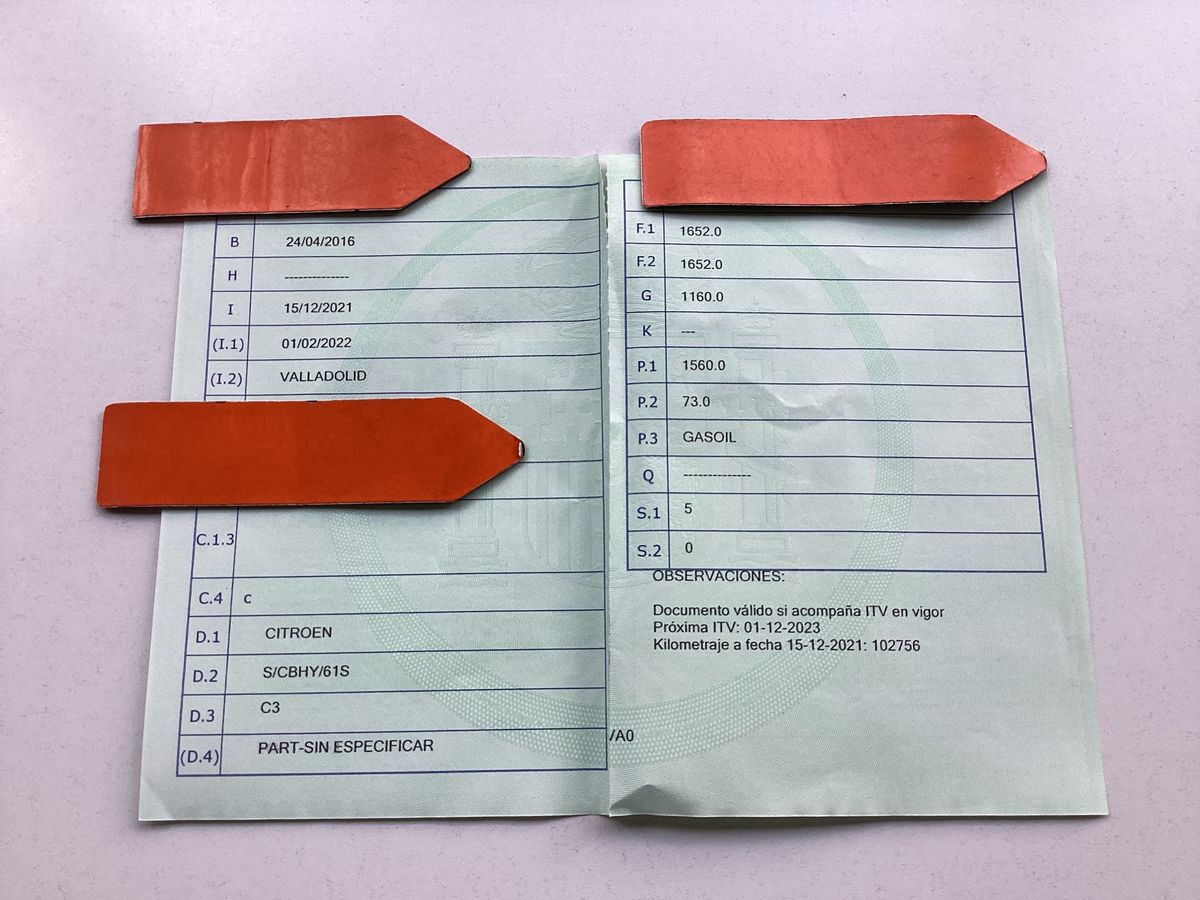 B 24/04/2016
H --------------
I 15/12/2021
(I.1) 01/02/2022
(I.2) VALLADOLID
C.1.3
C.4 c
D.1 CITROEN
D.2 S/CBHY/61S
D.3 C3
(D.4) PART-SIN ESPECIFICAR
F.1 1652.0
F.2 1652.0
G 1160.0
K ---
P.1 1560.0
P.2 73.0
P.3 GASOIL
Q --------------
S.1 5
S.2 0
OBSERVACIONES:
Documento válido si acompaña ITV en vigor
Próxima ITV: 01-12-2023
Kilometraje a fecha 15-12-2021: 102756
/A0